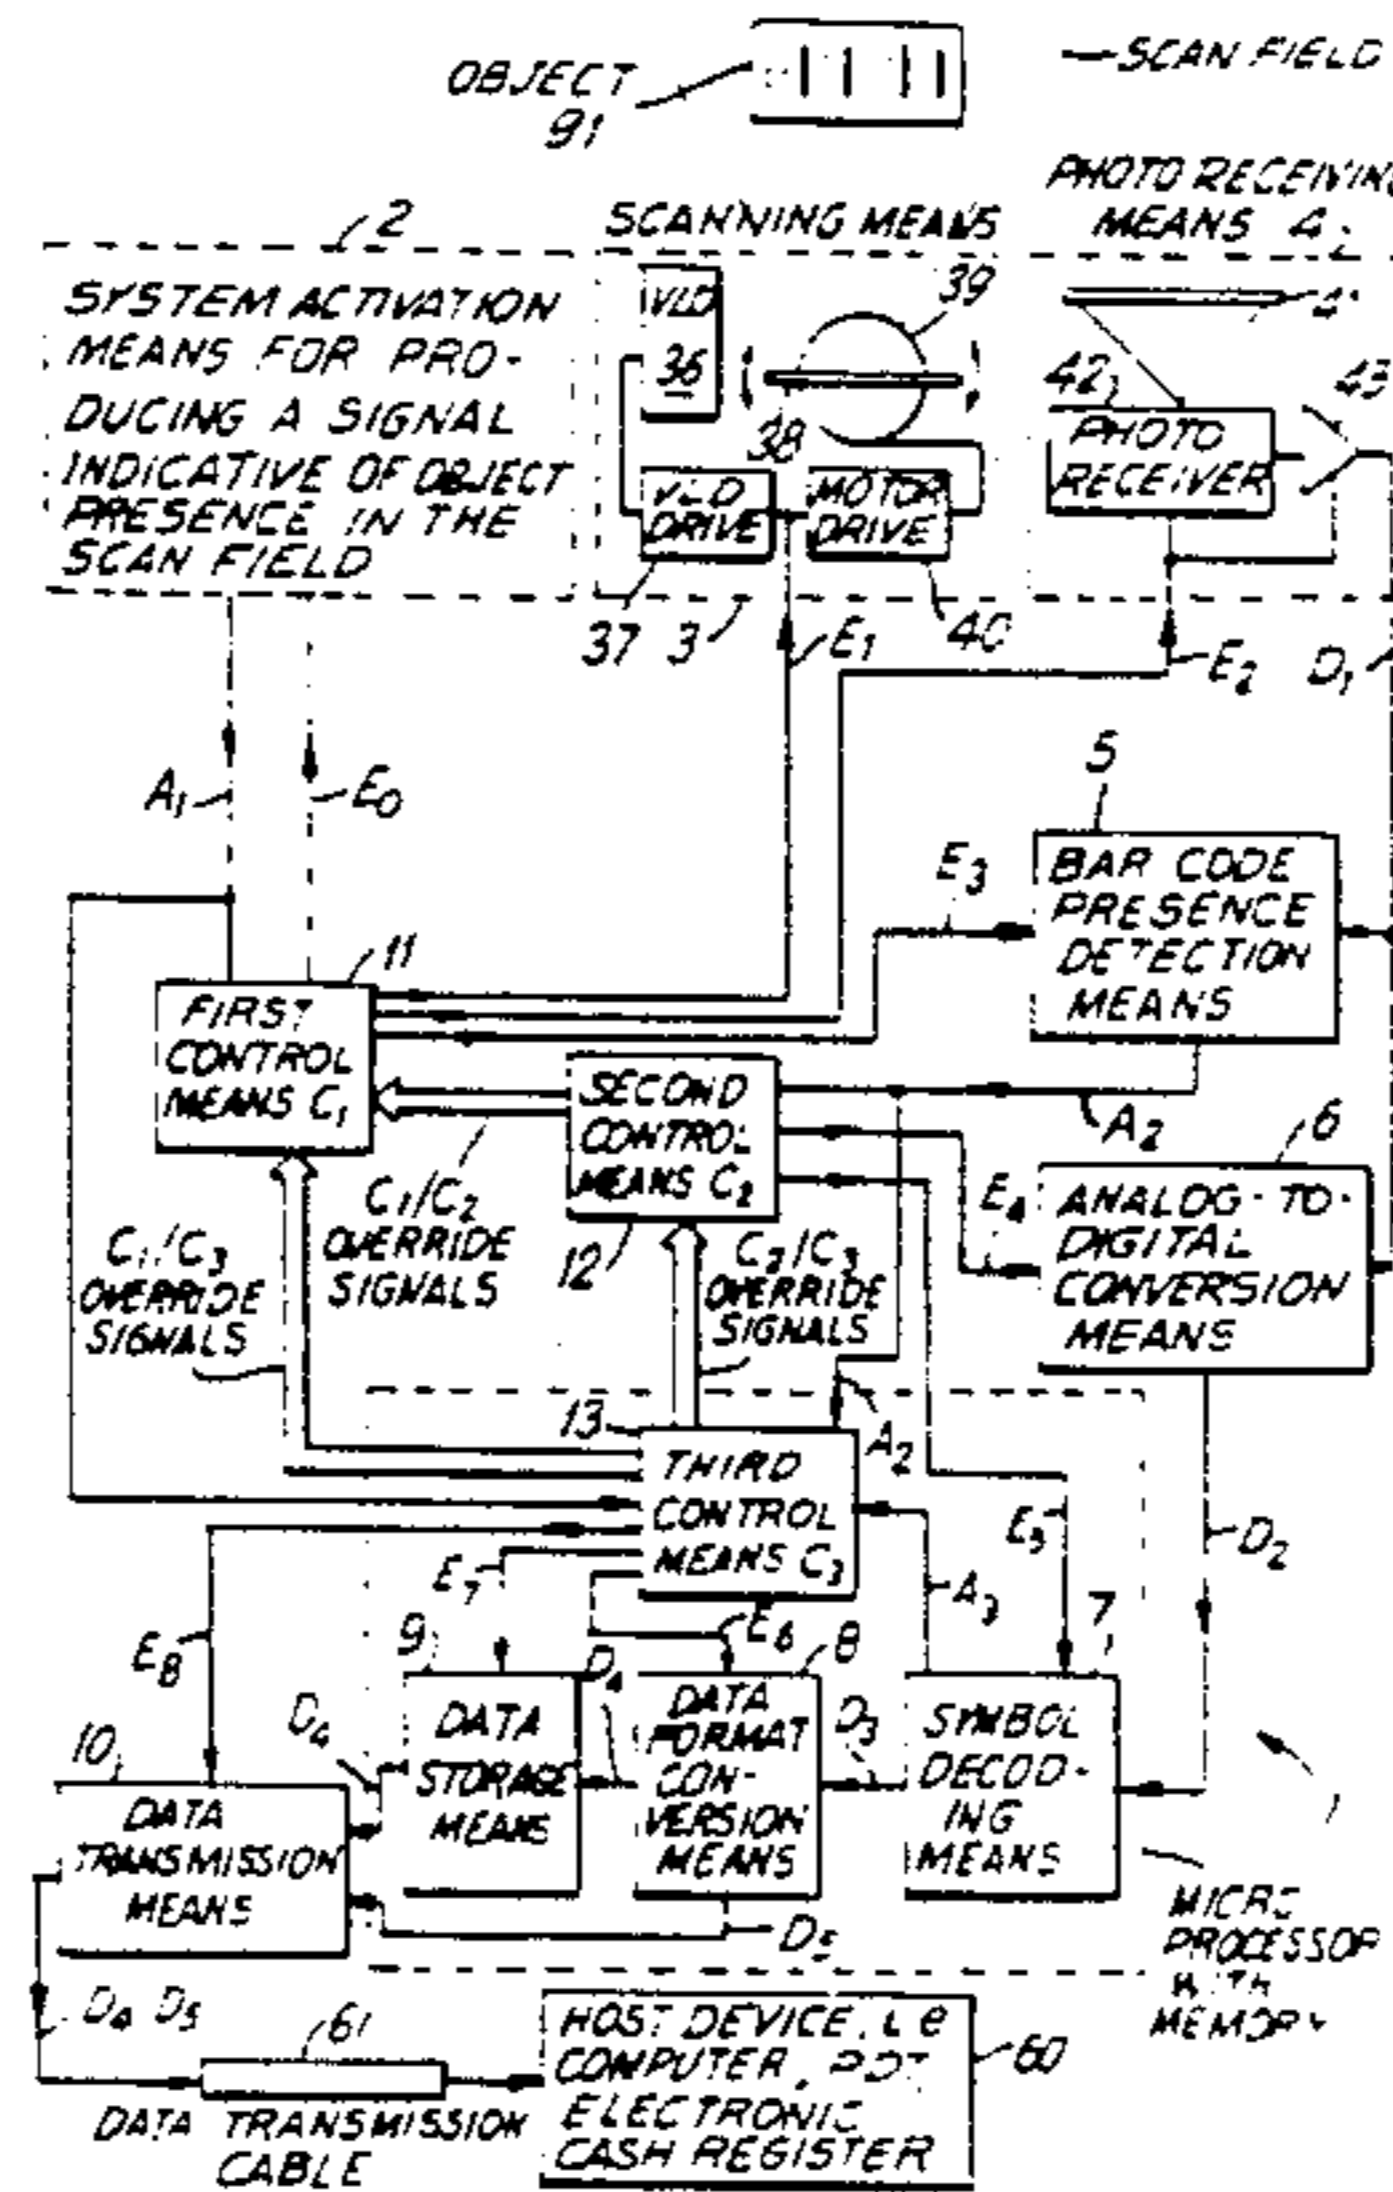 OBJECT
91
SCAN FIELD
PHOTO RECEIVING
MEANS 4
SCANNING MEANS
2
SYSTEM ACTIVATION
MEANS FOR PRO-
DUCING A SIGNAL
INDICATIVE OF OBJECT
PRESENCE IN THE
SCAN FIELD
VLD
36
39
38
VLD
DRIVE
MOTOR
DRIVE
37
3
40
42
43
PHOTO
RECEIVER
E1
E2
D1
A1
E0
5
BAR CODE
PRESENCE
DETECTION
MEANS
E3
11
FIRST
CONTROL
MEANS C1
SECOND
CONTROL
MEANS C2
12
A2
6
ANALOG-TO-
DIGITAL
CONVERSION
MEANS
E4
C1/C3
OVERRIDE
SIGNALS
C1/C2
OVERRIDE
SIGNALS
C2/C3
OVERRIDE
SIGNALS
13
THIRD
CONTROL
MEANS C3
A2
E5
D2
A3
E7
E6
E8
9
8
7
D4
D4
D3
10
DATA
STORAGE
MEANS
DATA
FORMAT
CON-
VERSION
MEANS
SYMBOL
DECOD-
ING
MEANS
1
DATA
TRANSMISSION
MEANS
D5
MICRO
PROCESSOR
WITH
MEMORY
D4 D5
61
DATA TRANSMISSION
CABLE
HOST DEVICE, i.e
COMPUTER, PDT
ELECTRONIC
CASH REGISTER
60